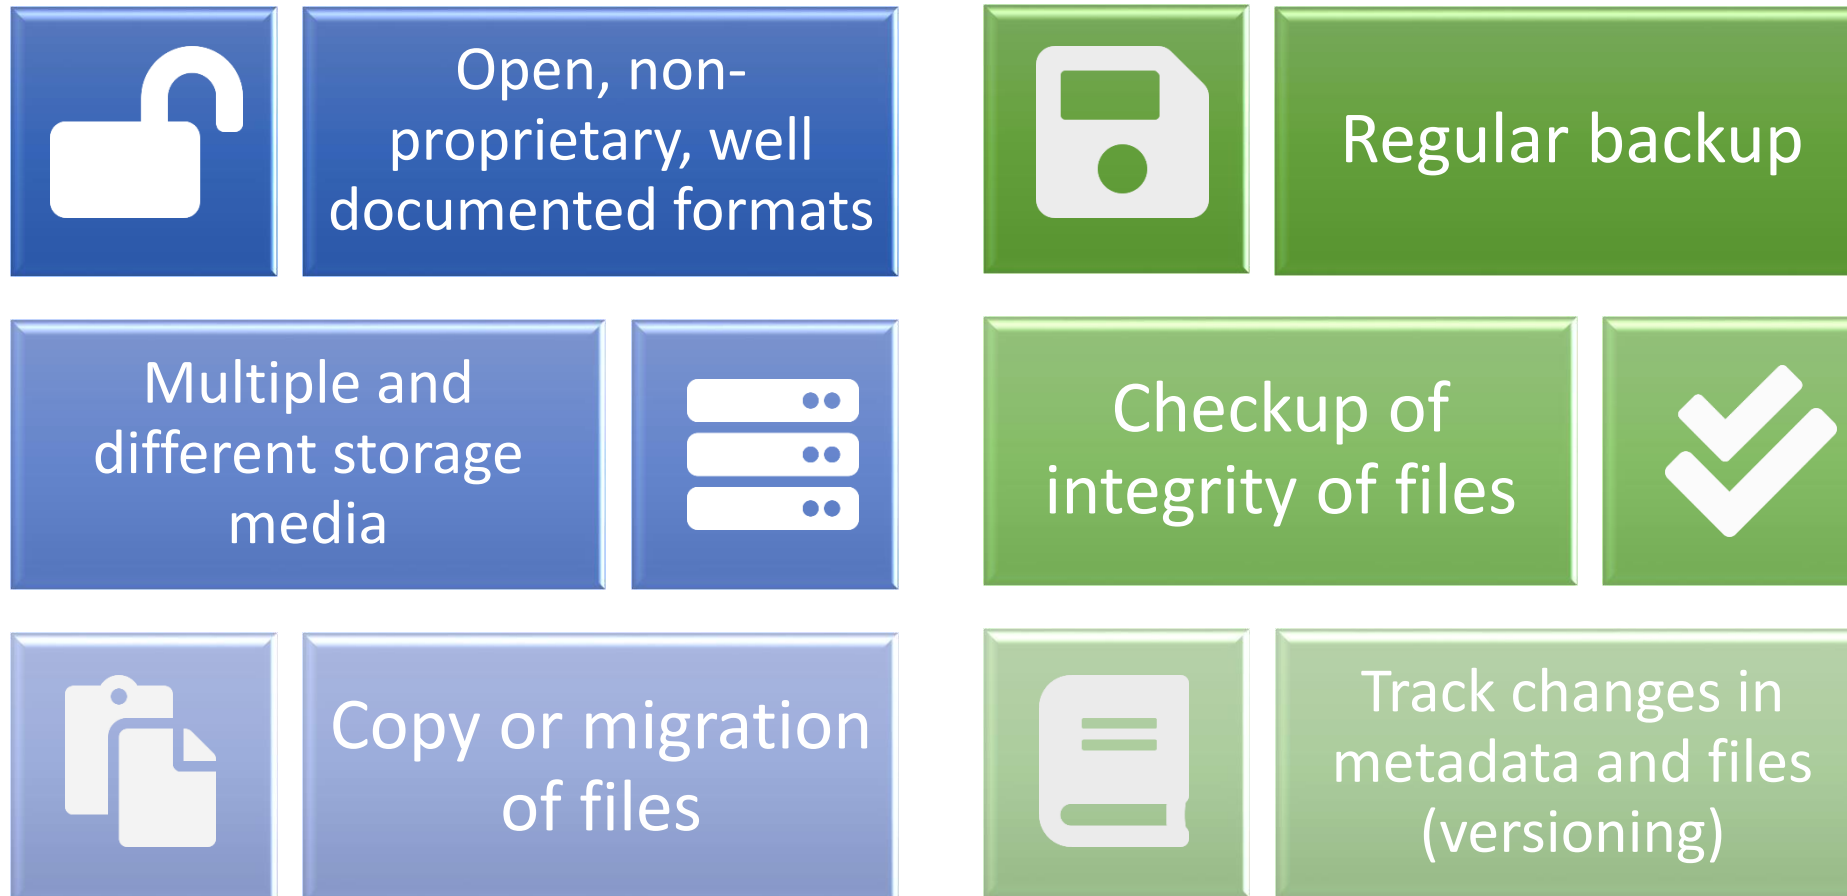 Open, non-
proprietary, well
documented formats
Multiple and
different storage
media
Copy or migration
of files
Regular backup
Checkup of
integrity of files
Track changes in
metadata and files
(versioning)